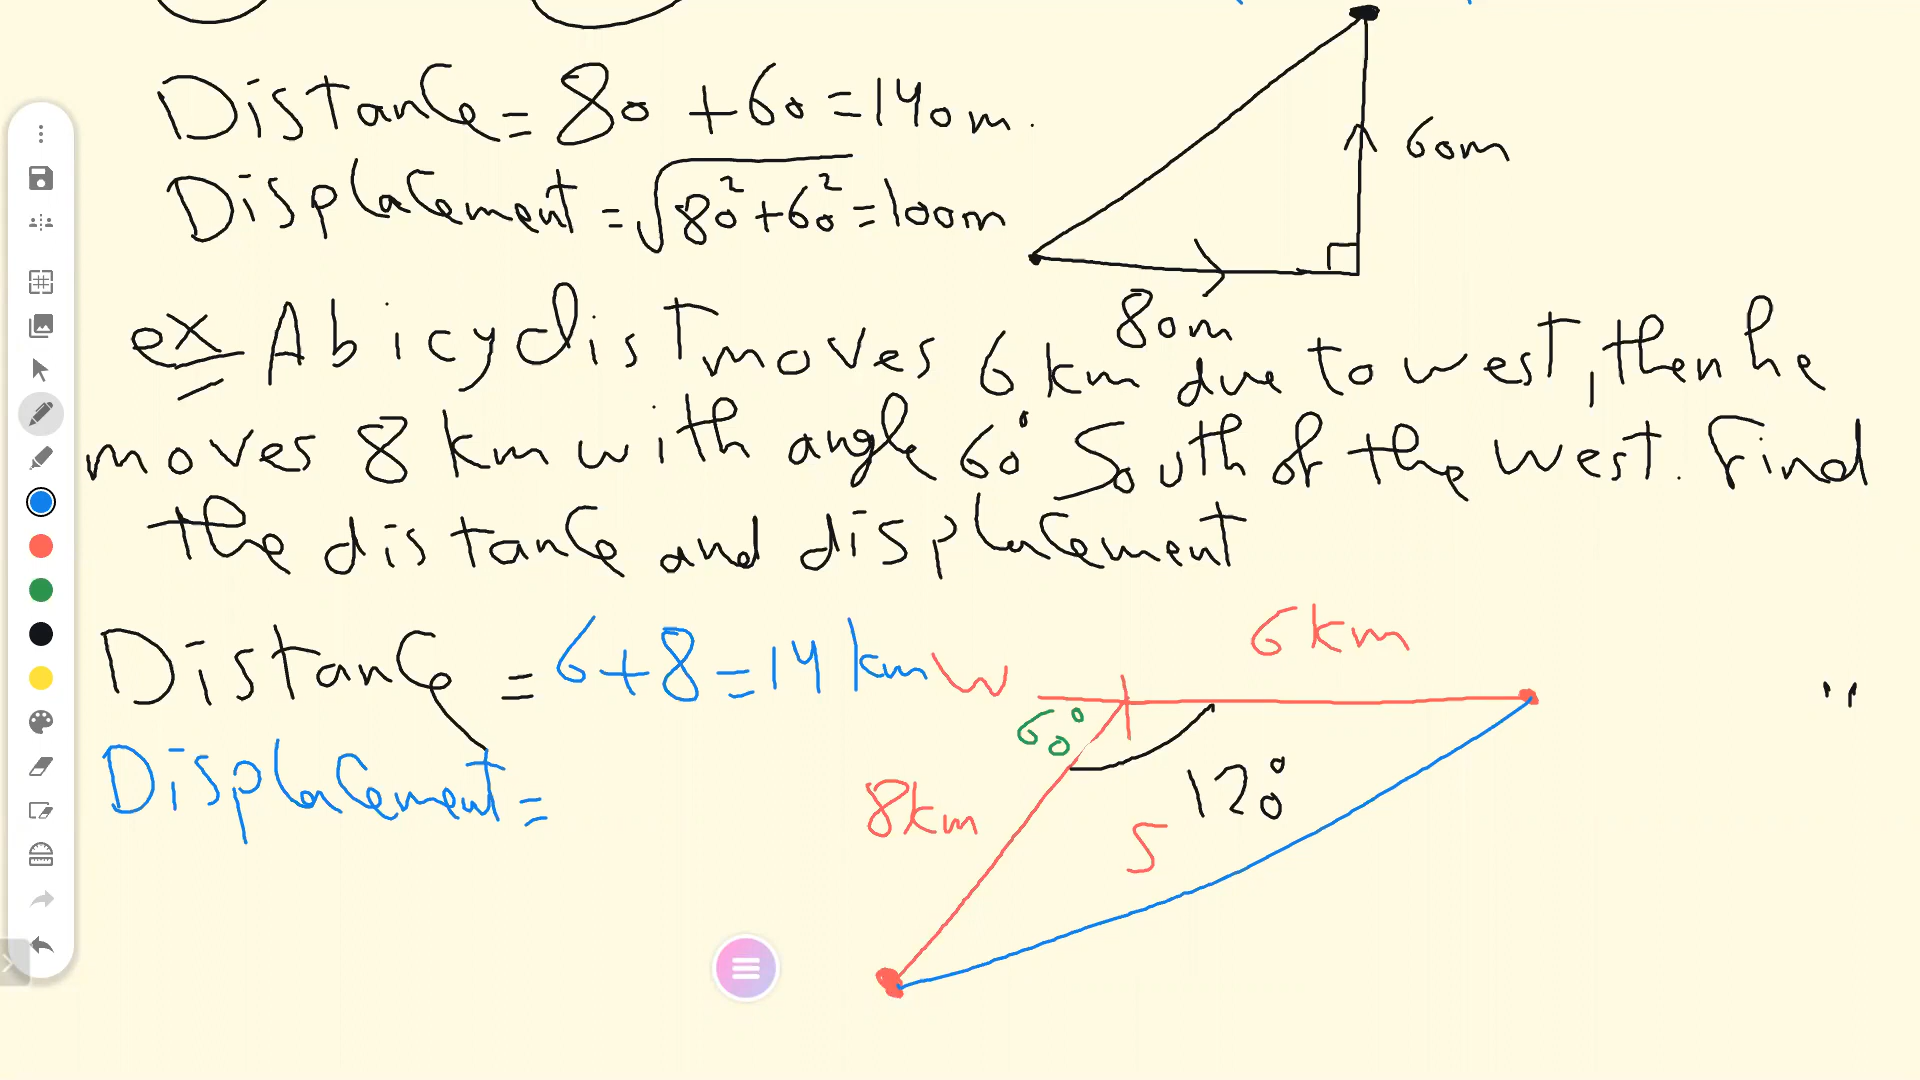 Distance = 80 + 60 = 140m.
Displacement = √80²+60² = 100m
60m
80m
ex A bicyclist moves 6 km due to west, then he
moves 8 km with angle 60° South of the west. Find
the distance and displacement
Distance = 6+8=14 km
Displacement =
W
6 km
60°
8km
120°
S